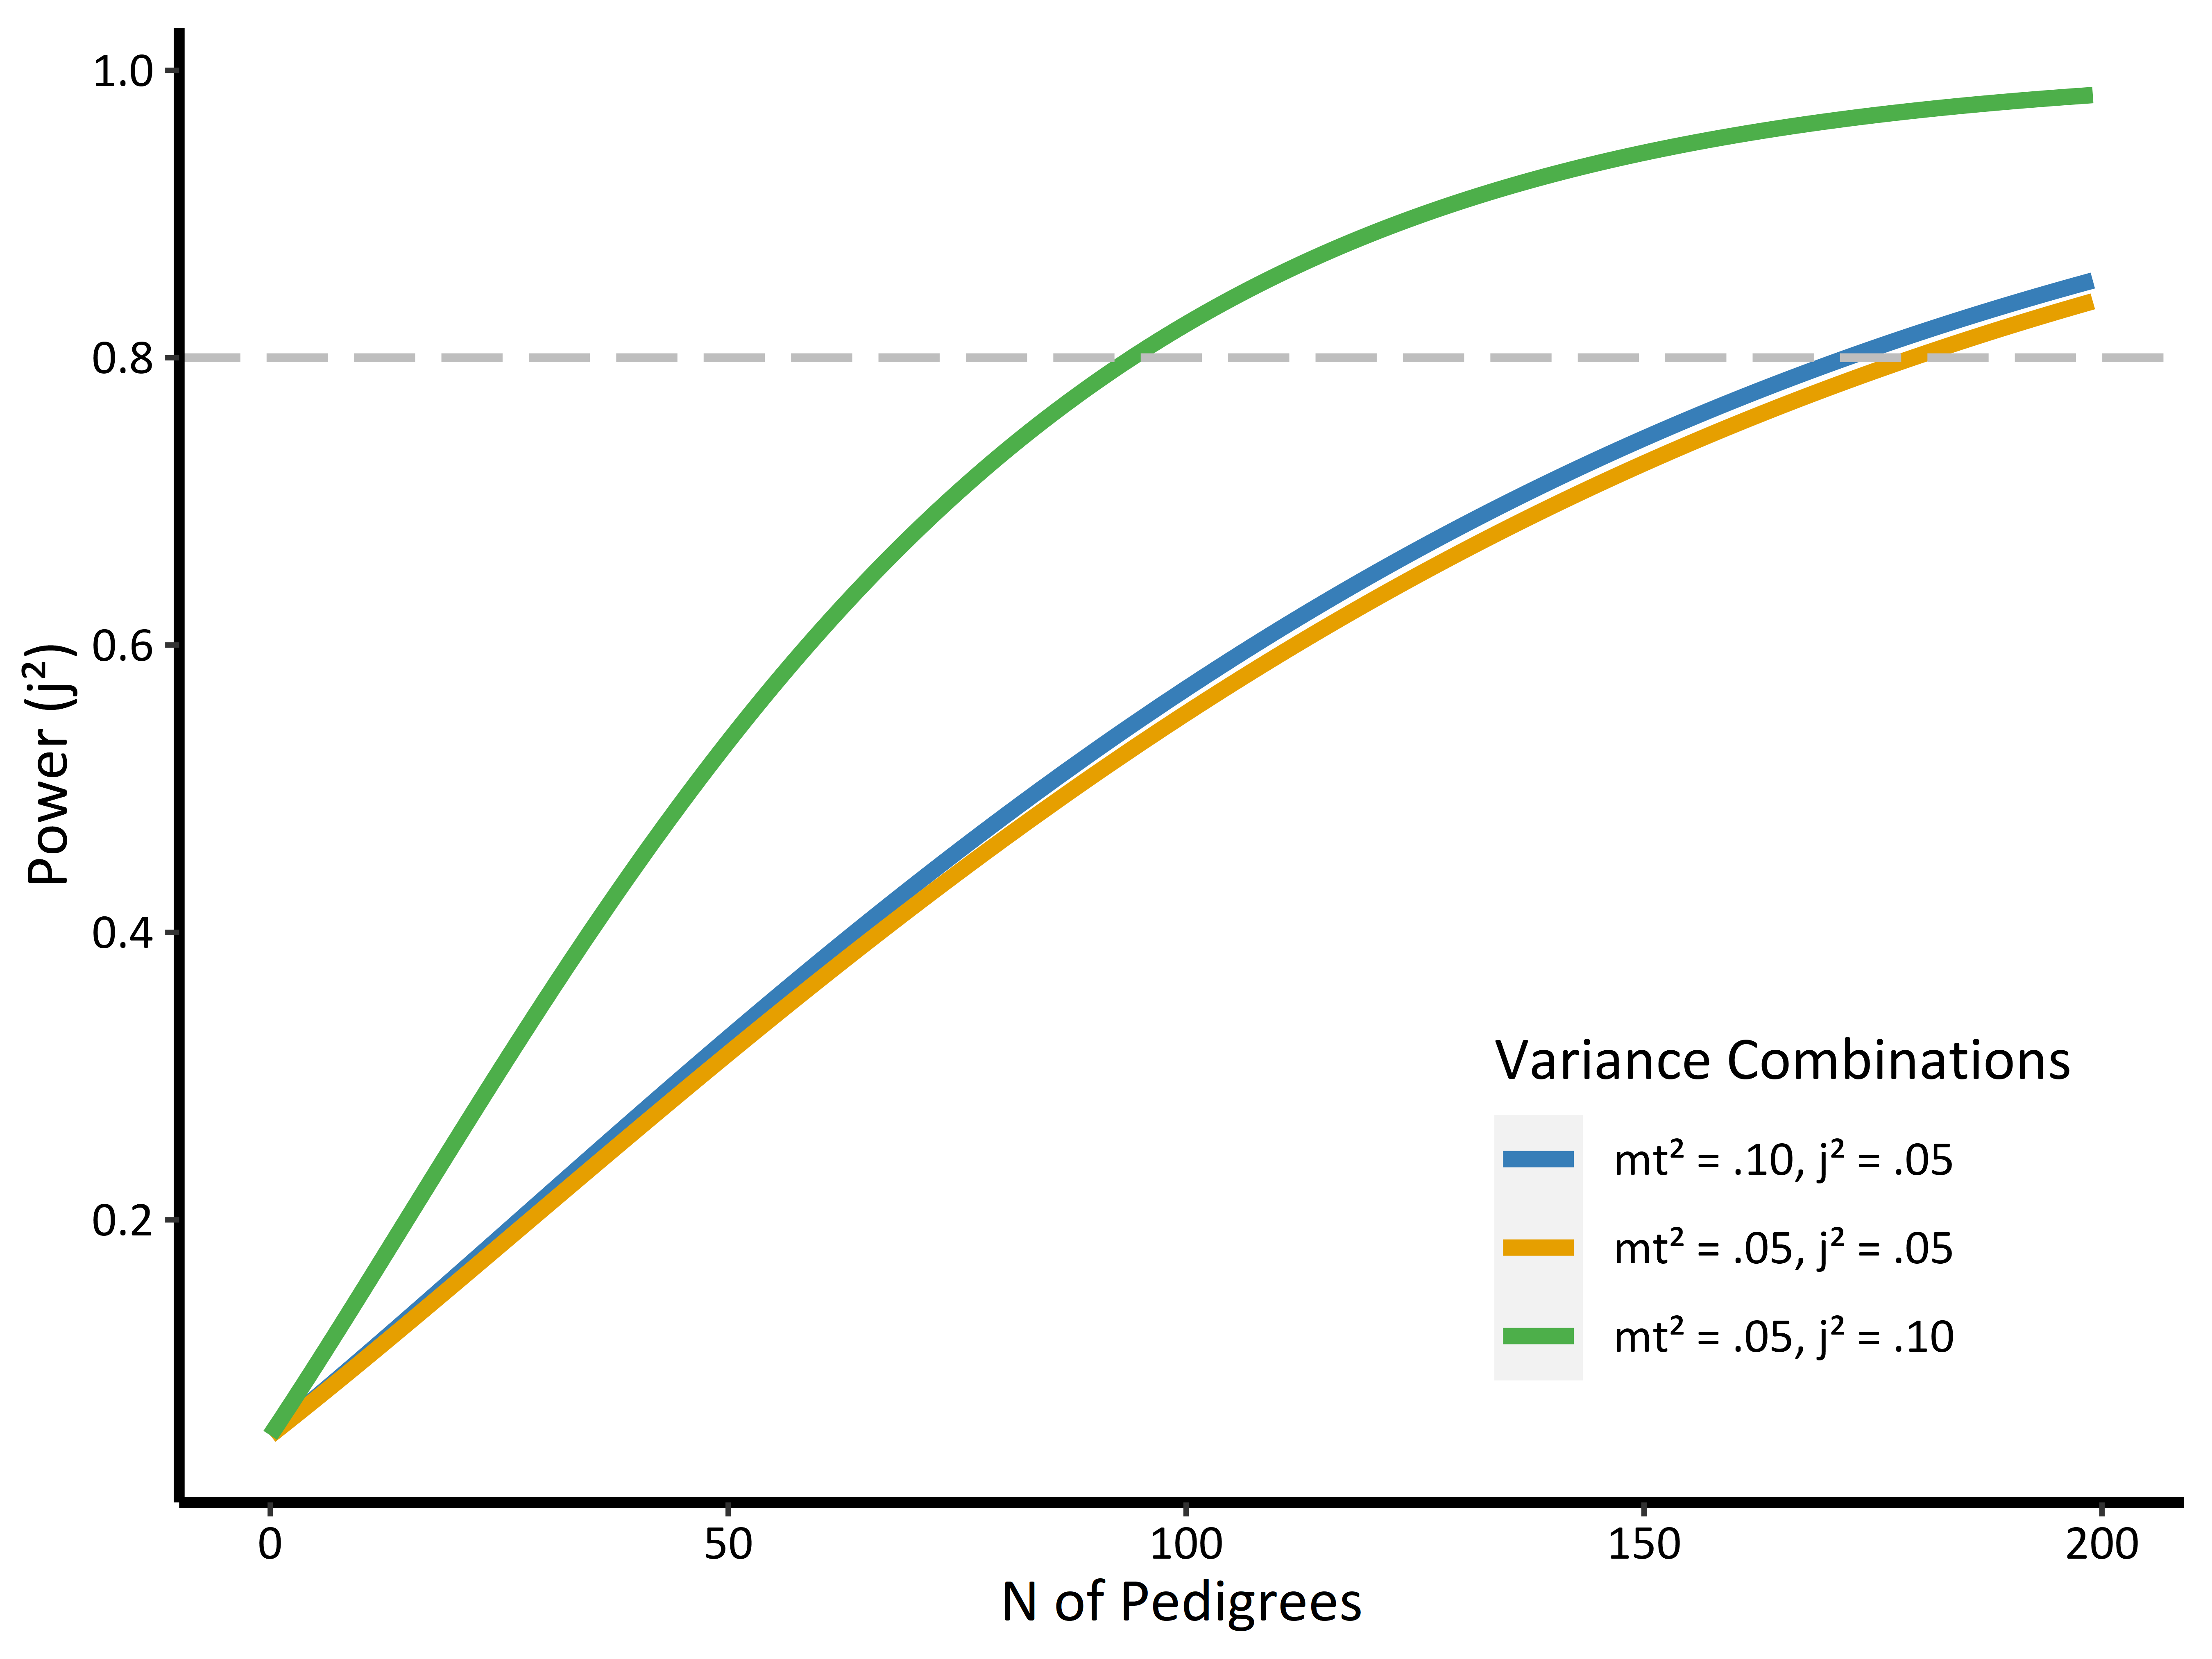 1.0
0.8
0.6
0.4
0.2
Power (j²)
0
50
100
150
200
N of Pedigrees
Variance Combinations
mt² = .10, j² = .05
mt² = .05, j² = .05
mt² = .05, j² = .10